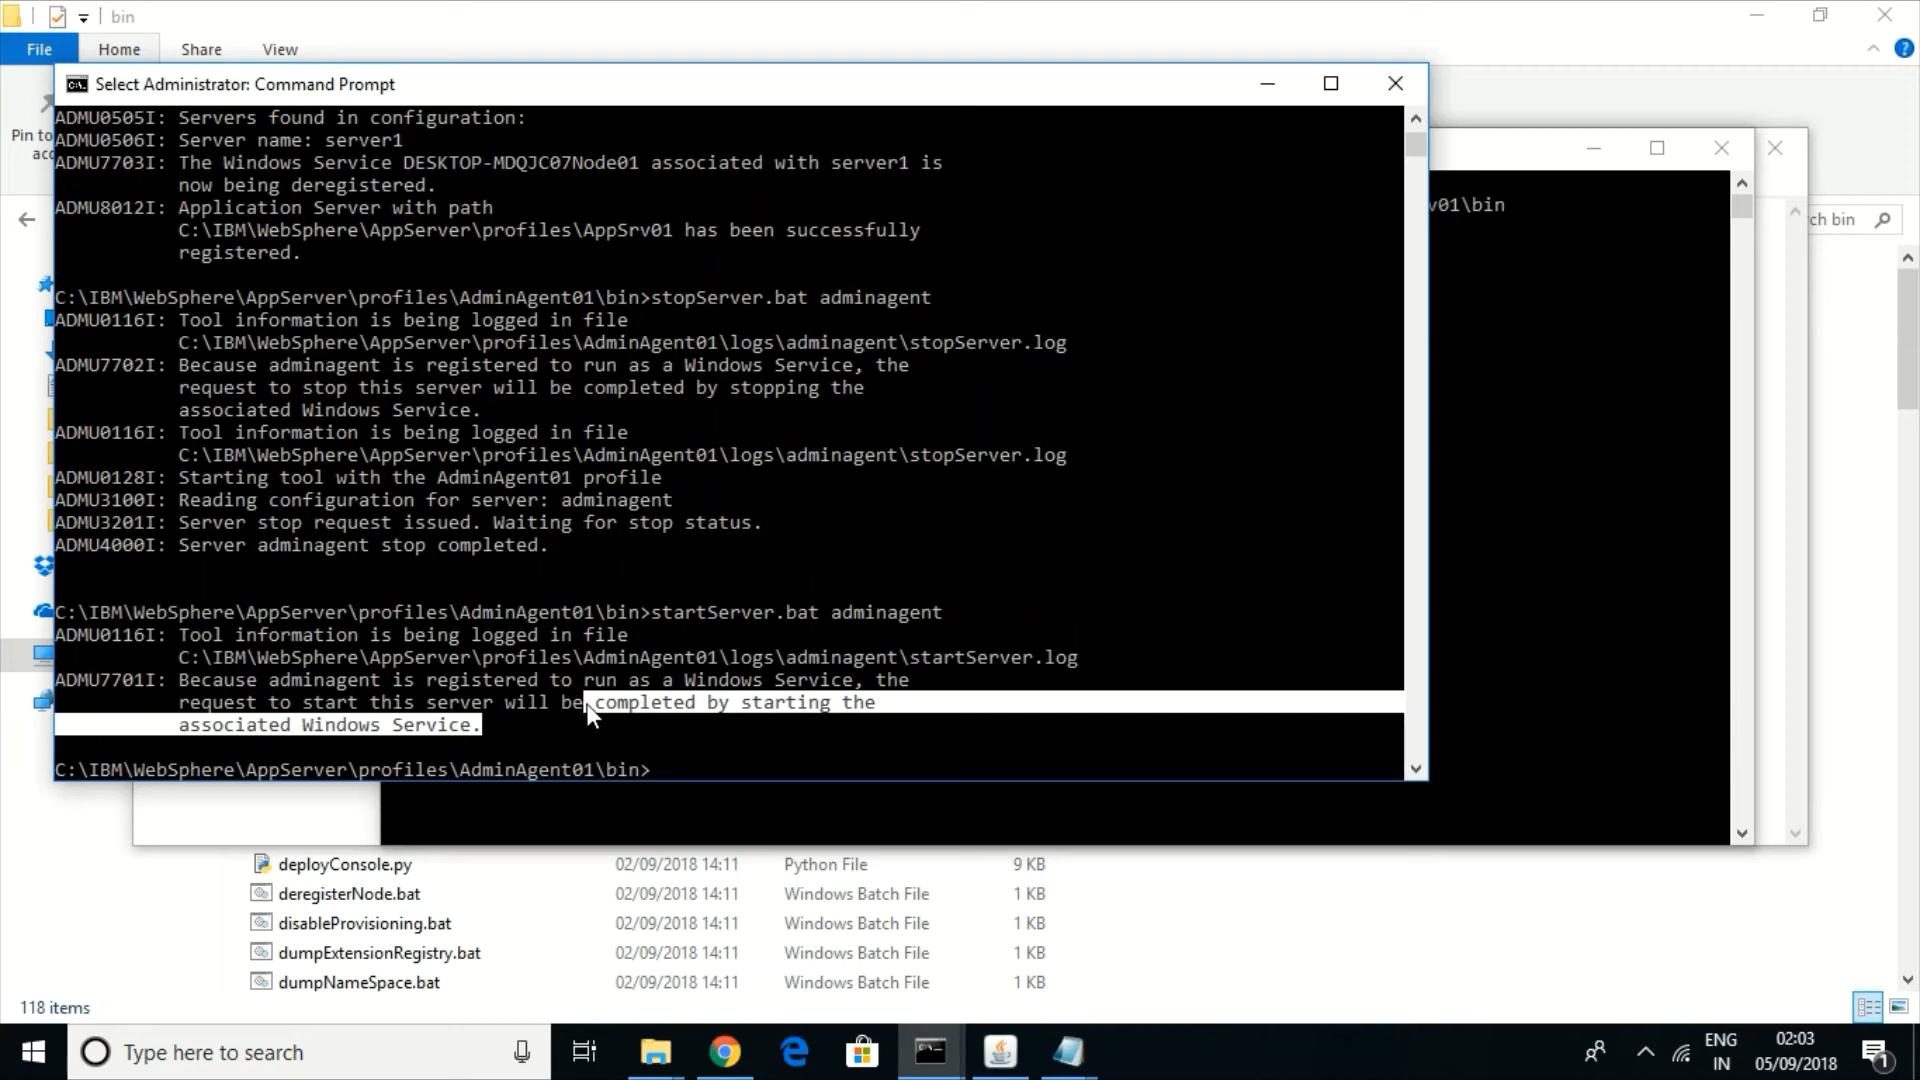 bin
File
Home
Share
View
Pin to
acc
Select Administrator: Command Prompt
ADMU0505I: Servers found in configuration:
ADMU0506I: Server name: server1
ADMU7703I: The Windows Service DESKTOP-MDQJC07Node01 associated with server1 is
now being deregistered.
ADMU8012I: Application Server with path
C:\IBM\WebSphere\AppServer\profiles\AppSrv01 has been successfully
registered.
C:\IBM\WebSphere\AppServer\profiles\AdminAgent01\bin>stopServer.bat adminagent
ADMU0116I: Tool information is being logged in file
C:\IBM\WebSphere\AppServer\profiles\AdminAgent01\logs\adminagent\stopServer.log
ADMU7702I: Because adminagent is registered to run as a Windows Service, the
request to stop this server will be completed by stopping the
associated Windows Service.
ADMU0116I: Tool information is being logged in file
C:\IBM\WebSphere\AppServer\profiles\AdminAgent01\logs\adminagent\stopServer.log
ADMU0128I: Starting tool with the AdminAgent01 profile
ADMU3100I: Reading configuration for server: adminagent
ADMU3201I: Server stop request issued. Waiting for stop status.
ADMU4000I: Server adminagent stop completed.
C:\IBM\WebSphere\AppServer\profiles\AdminAgent01\bin>startServer.bat adminagent
ADMU0116I: Tool information is being logged in file
C:\IBM\WebSphere\AppServer\profiles\AdminAgent01\logs\adminagent\startServer.log
ADMU7701I: Because adminagent is registered to run as a Windows Service, the
request to start this server will be completed by starting the
associated Windows Service.
C:\IBM\WebSphere\AppServer\profiles\AdminAgent01\bin>
v01\bin
ch bin
deployConsole.py 02/09/2018 14:11 Python File 9 KB
deregisterNode.bat 02/09/2018 14:11 Windows Batch File 1 KB
disableProvisioning.bat 02/09/2018 14:11 Windows Batch File 1 KB
dumpExtensionRegistry.bat 02/09/2018 14:11 Windows Batch File 1 KB
dumpNameSpace.bat 02/09/2018 14:11 Windows Batch File 1 KB
118 items
Type here to search
ENG
IN
02:03
05/09/2018
1